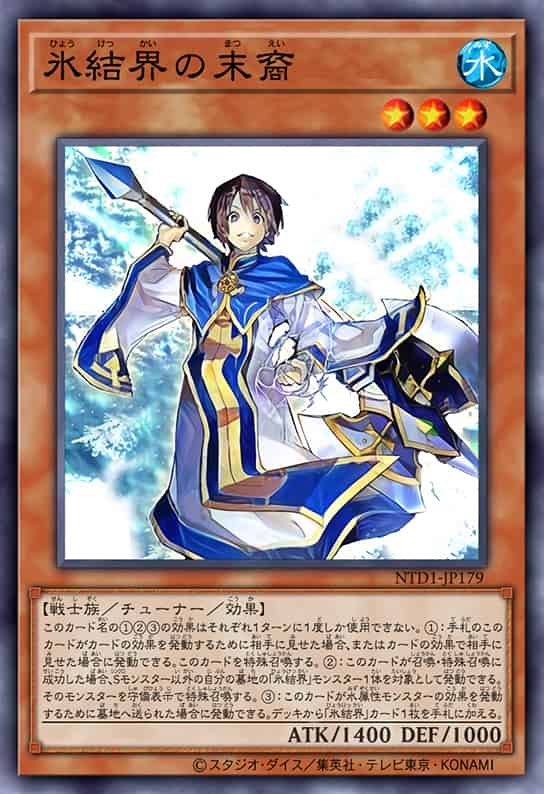 氷結界の末裔
水
NTD1-JP179
【戦士族／チューナー／効果】
このカード名の①②③の効果はそれぞれ1ターンに1度しか使用できない。①：手札のこ
のカードがカードの効果を発動するために相手に見せた場合、またはカードの効果で相手に
見せた場合に発動できる。このカードを特殊召喚する。②：このカードが召喚・特殊召喚に
成功した場合、Sモンスター以外の自分の墓地の「氷結界」モンスター1体を対象として発動できる。
そのモンスターを守備表示で特殊召喚する。③：このカードが水属性モンスターの効果を発動
するために墓地へ送られた場合に発動できる。デッキから「氷結界」カード1枚を手札に加える。
ATK/1400 DEF/1000
©スタジオ・ダイス／集英社・テレビ東京・KONAMI